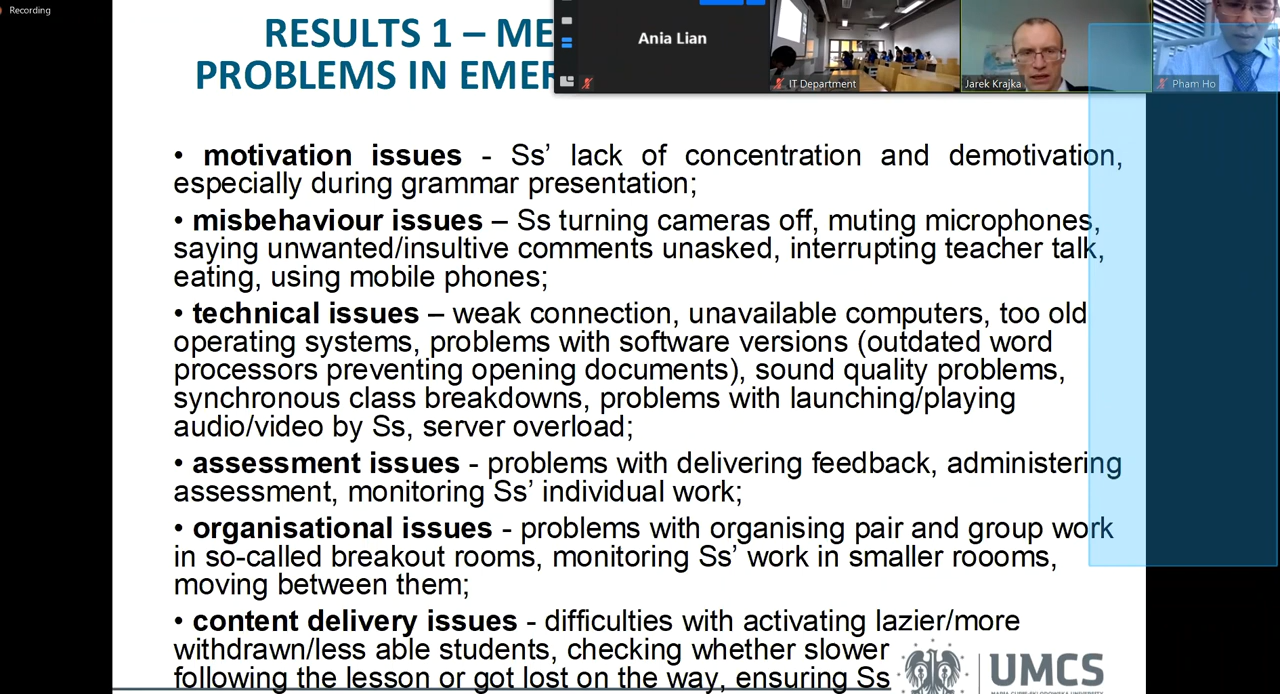 Recording
RESULTS 1 – ME
PROBLEMS IN EMER
Ania Lian
IT Department
Jarek Krajka
Pham Ho
• motivation issues - Ss’ lack of concentration and demotivation,
especially during grammar presentation;
• misbehaviour issues – Ss turning cameras off, muting microphones,
saying unwanted/insultive comments unasked, interrupting teacher talk,
eating, using mobile phones;
• technical issues – weak connection, unavailable computers, too old
operating systems, problems with software versions (outdated word
processors preventing opening documents), sound quality problems,
synchronous class breakdowns, problems with launching/playing
audio/video by Ss, server overload;
• assessment issues - problems with delivering feedback, administering
assessment, monitoring Ss’ individual work;
• organisational issues - problems with organising pair and group work
in so-called breakout rooms, monitoring Ss’ work in smaller roooms,
moving between them;
• content delivery issues - difficulties with activating lazier/more
withdrawn/less able students, checking whether slower
following the lesson or got lost on the way, ensuring Ss
UMCS